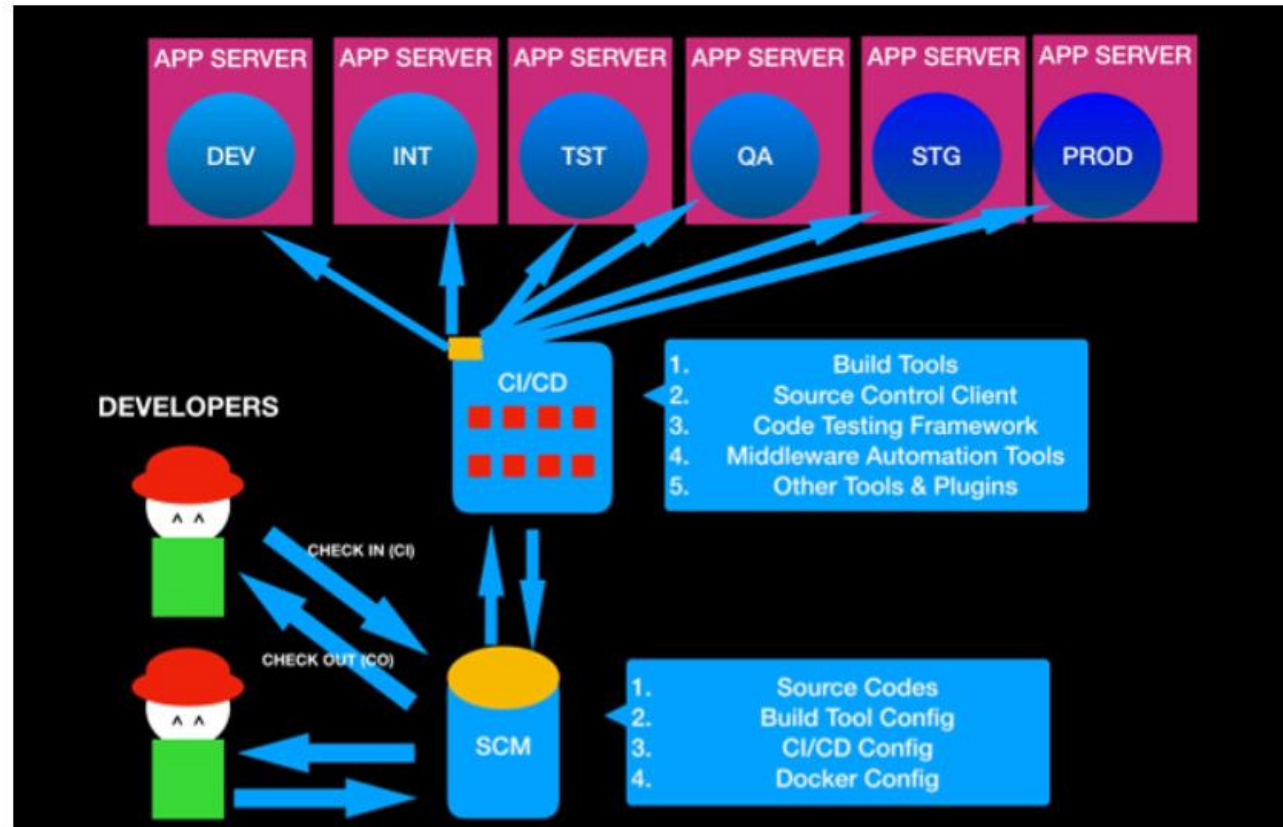 APP SERVER
APP SERVER
APP SERVER
APP SERVER
APP SERVER
APP SERVER
DEV
INT
TST
QA
STG
PROD
CI/CD
1. Build Tools
2. Source Control Client
3. Code Testing Framework
4. Middleware Automation Tools
5. Other Tools & Plugins
DEVELOPERS
^ ^
CHECK IN (CI)
CHECK OUT (CO)
^ ^
SCM
1. Source Codes
2. Build Tool Config
3. CI/CD Config
4. Docker Config